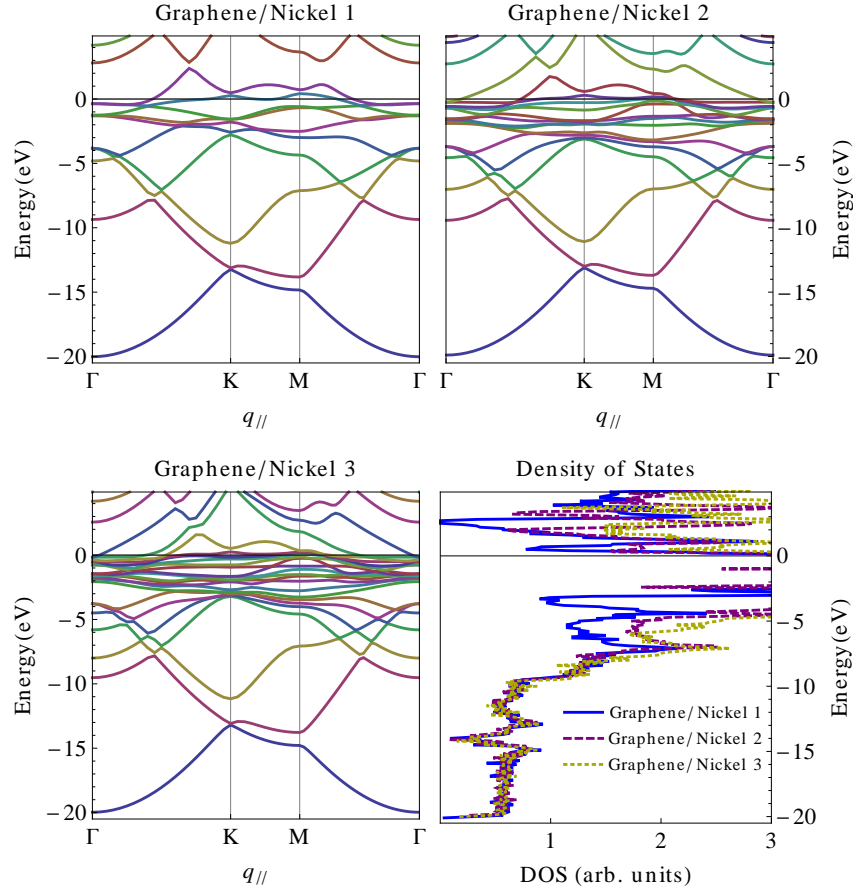 Graphene/Nickel 1
Graphene/Nickel 2
0
−5
−10
−15
−20
Energy(eV)
Γ
K
M
Γ
q//
0
−5
−10
−15
−20
Energy(eV)
Γ
K
M
Γ
q//
Graphene/Nickel 3
Density of States
0
−5
−10
−15
−20
Energy(eV)
Γ
K
M
Γ
q//
Graphene/Nickel 1
Graphene/Nickel 2
Graphene/Nickel 3
0
−5
−10
−15
−20
Energy(eV)
1
2
3
DOS (arb. units)